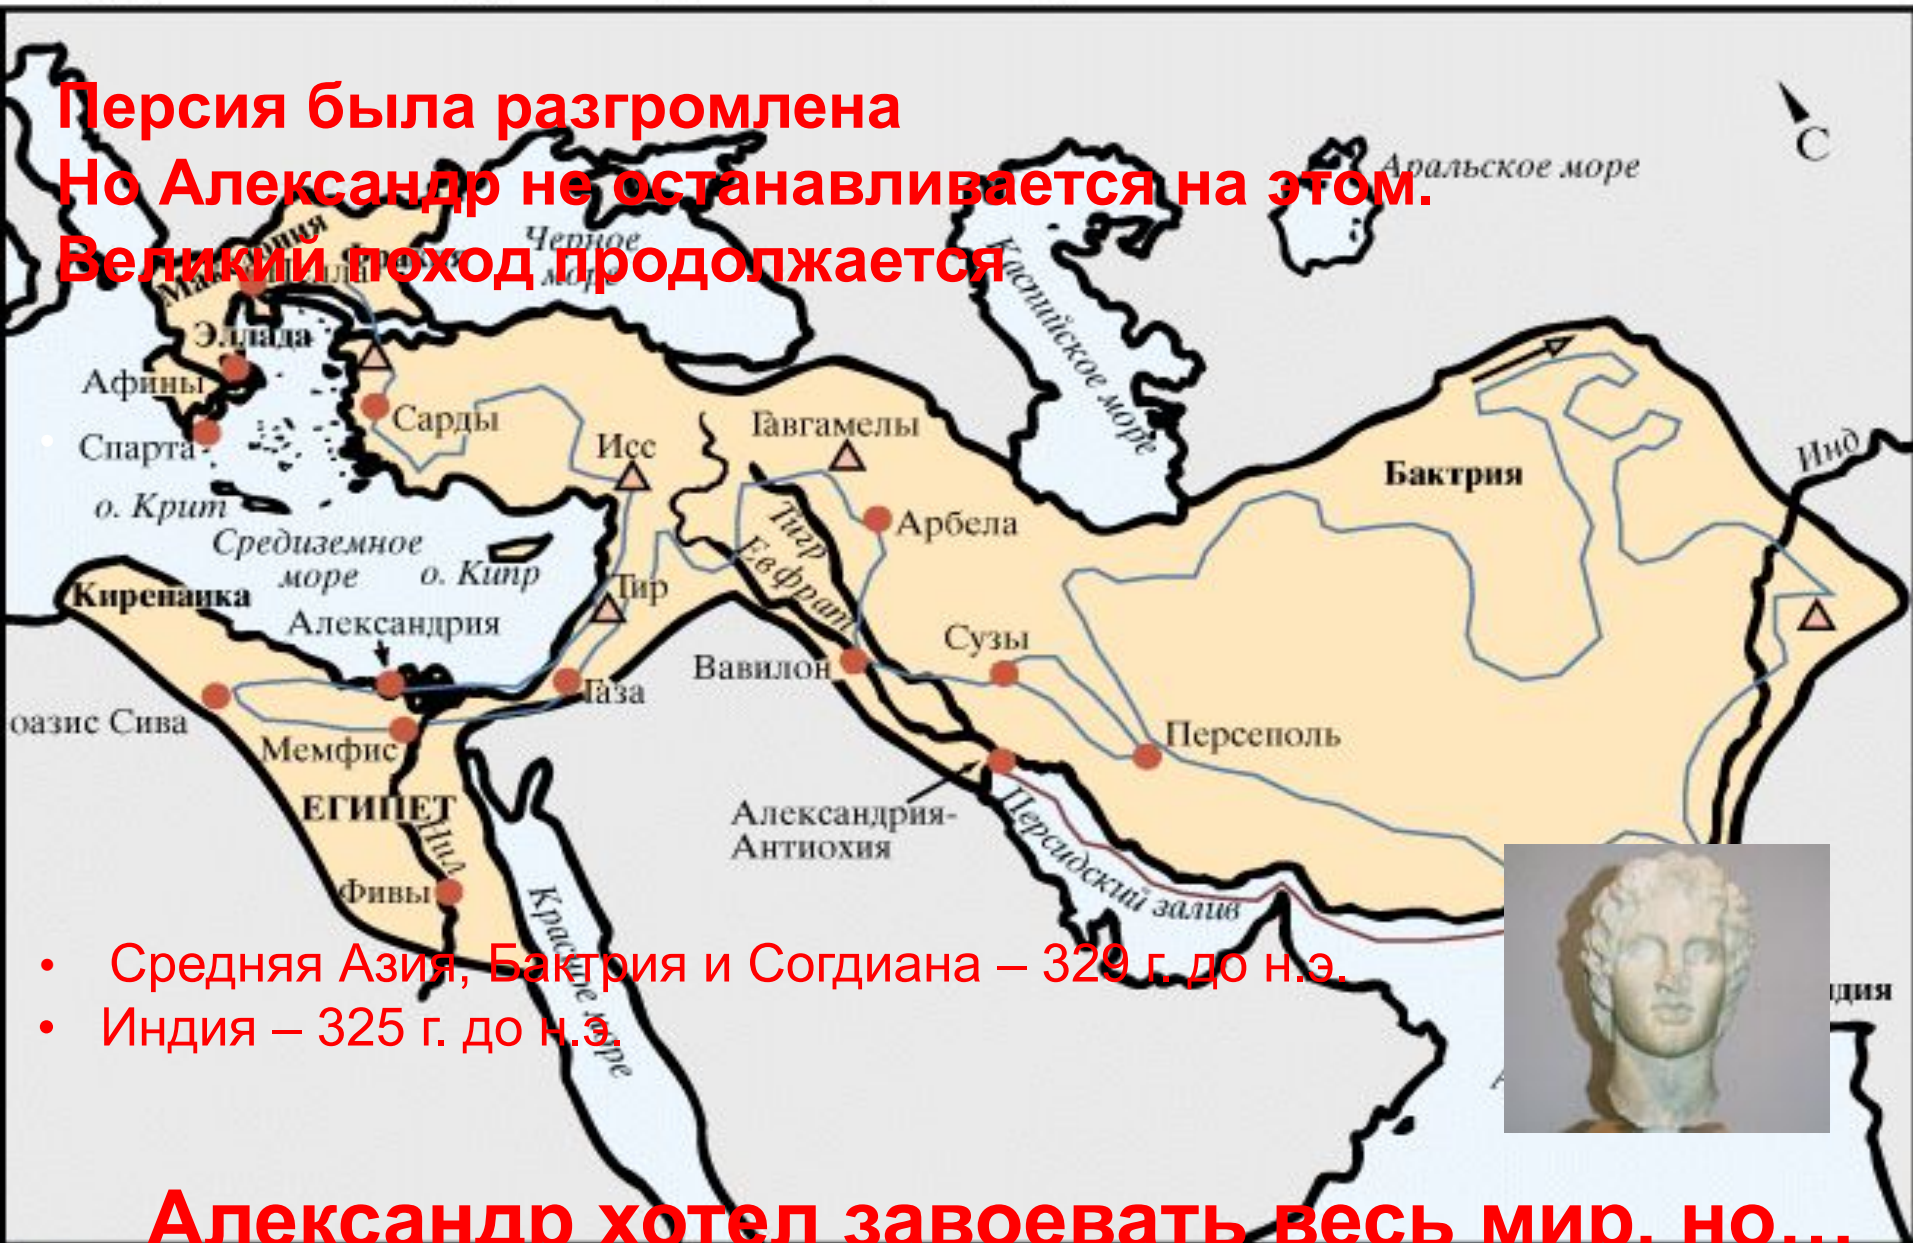 Персия была разгромлена
Но Александр не останавливается на этом.
Великий поход продолжается
С
Аральское море
Черное
море
Каспийское море
Фракия
Македония
Пелла
Эллада
Афины
Спарта
о. Крит
Сарды
Исс
Гавгамелы
Арбела
Бактрия
Инд
Средиземное
море
о. Кипр
Тир
Тигр
Евфрат
Киренаика
Александрия
Сузы
Вавилон
Газа
оазис Сива
Мемфис
Персеполь
ЕГИПЕТ
Нил
Александрия-
Антиохия
Персидский залив
Фивы
Красное море
• Средняя Азия, Бактрия и Согдиана – 329 г. до н.э.
• Индия – 325 г. до н.э.
Александр хотел завоевать весь мир, но…